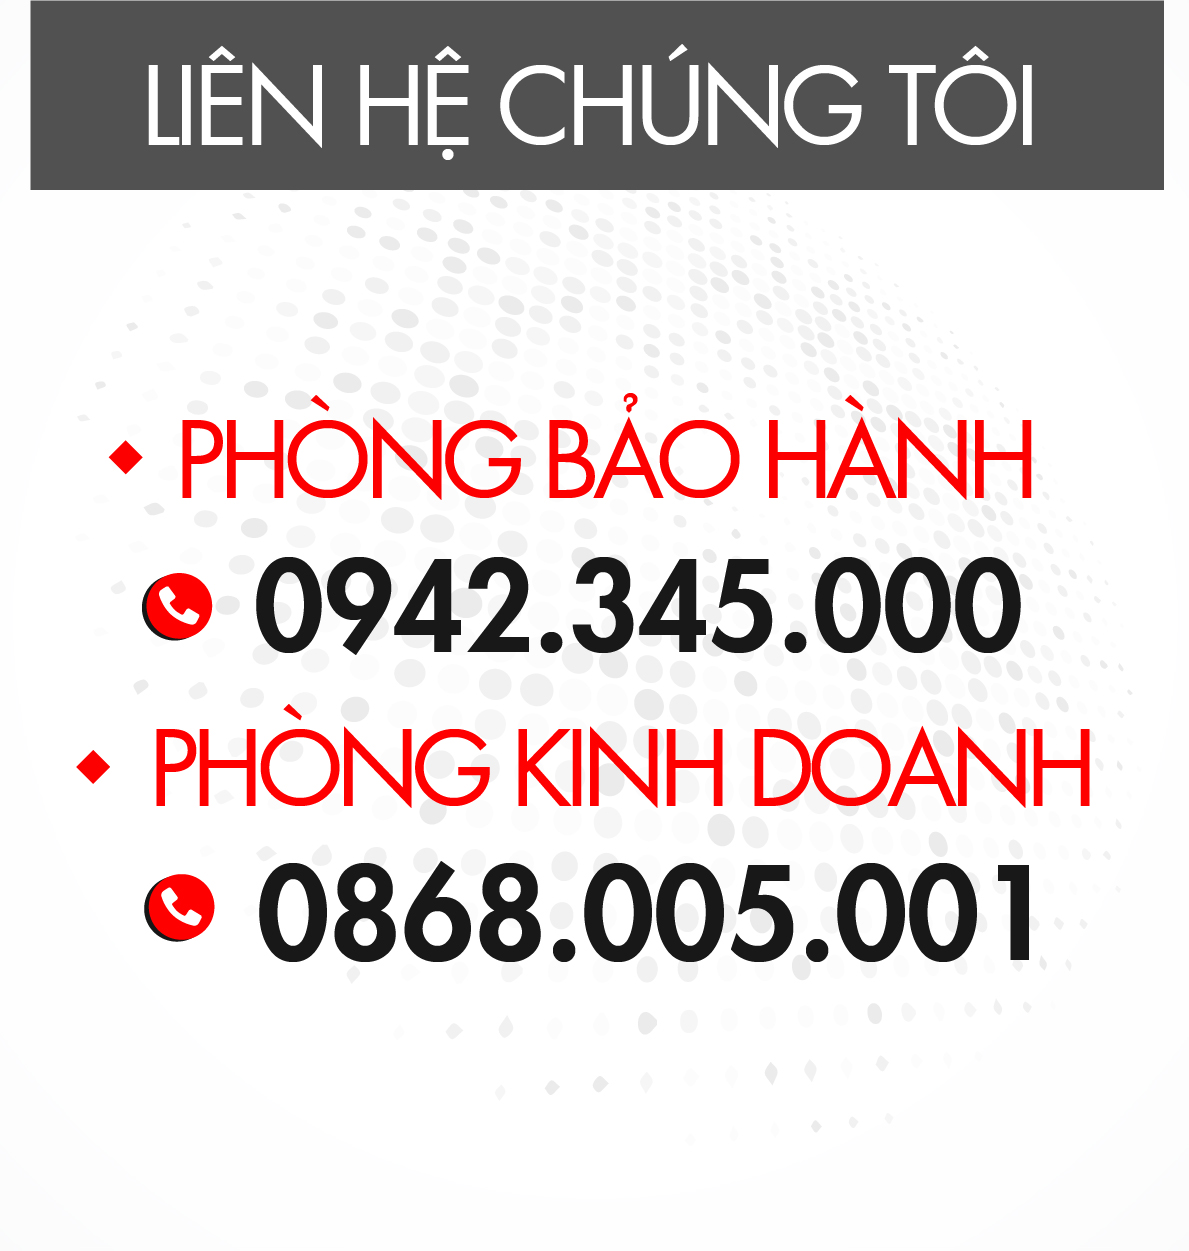 LIÊN HỆ CHÚNG TÔI
PHÒNG BẢO HÀNH
0942.345.000
PHÒNG KINH DOANH
0868.005.001